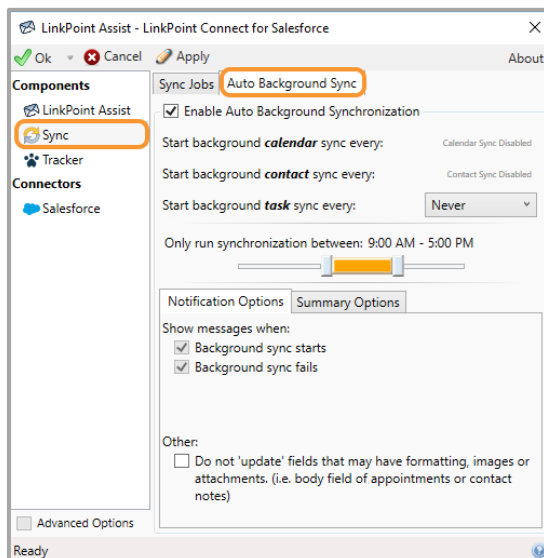 LinkPoint Assist - LinkPoint Connect for Salesforce
Ok Cancel Apply About
Components
LinkPoint Assist
Sync
Tracker
Connectors
Salesforce
Advanced Options
Sync Jobs Auto Background Sync
Enable Auto Background Synchronization
Start background calendar sync every: Calendar Sync Disabled
Start background contact sync every: Contact Sync Disabled
Start background task sync every: Never
Only run synchronization between: 9:00 AM - 5:00 PM
Notification Options Summary Options
Show messages when:
Background sync starts
Background sync fails
Other:
Do not 'update' fields that may have formatting, images or
attachments. (i.e. body field of appointments or contact
notes)
Ready